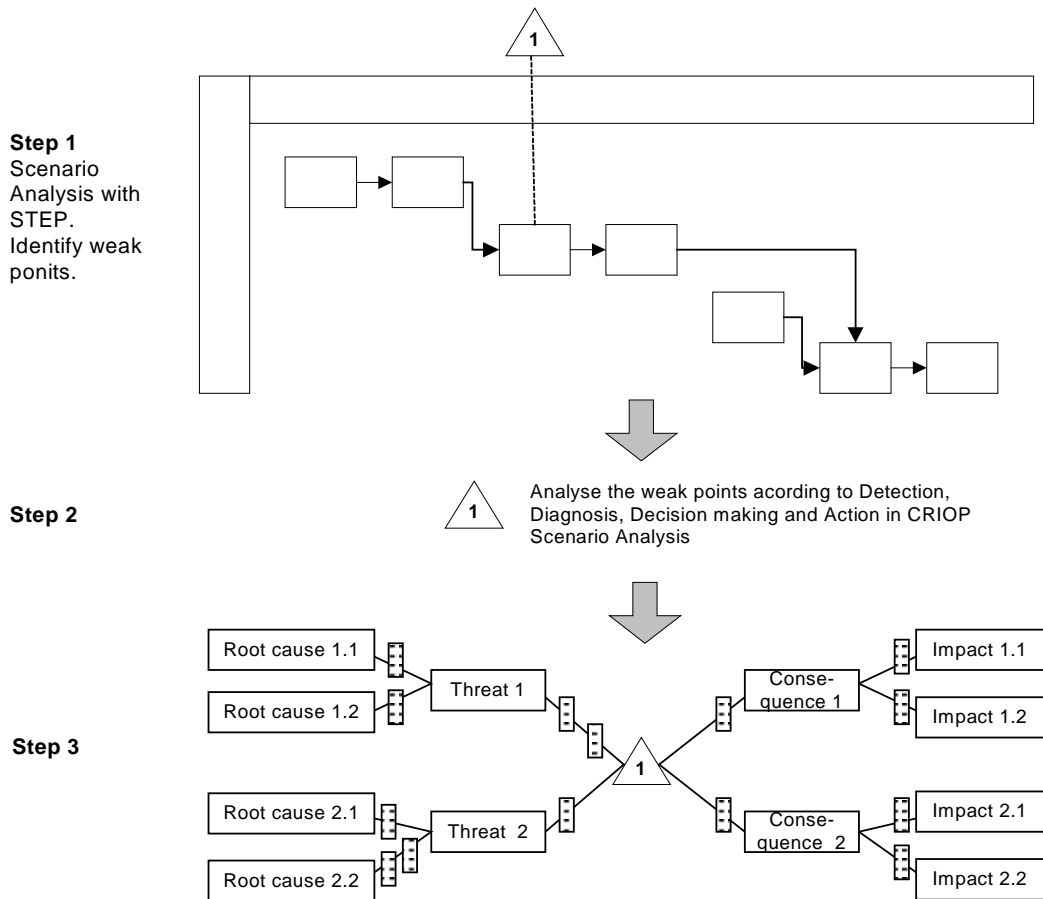 1
Step 1
Scenario
Analysis with
STEP.
Identify weak
ponits.
Step 2
1
Analyse the weak points acording to Detection,
Diagnosis, Decision making and Action in CRIOP
Scenario Analysis
Step 3
Root cause 1.1
Root cause 1.2
Threat 1
Conse-
quence 1
Impact 1.1
Impact 1.2
1
Root cause 2.1
Root cause 2.2
Threat 2
Conse-
quence 2
Impact 2.1
Impact 2.2